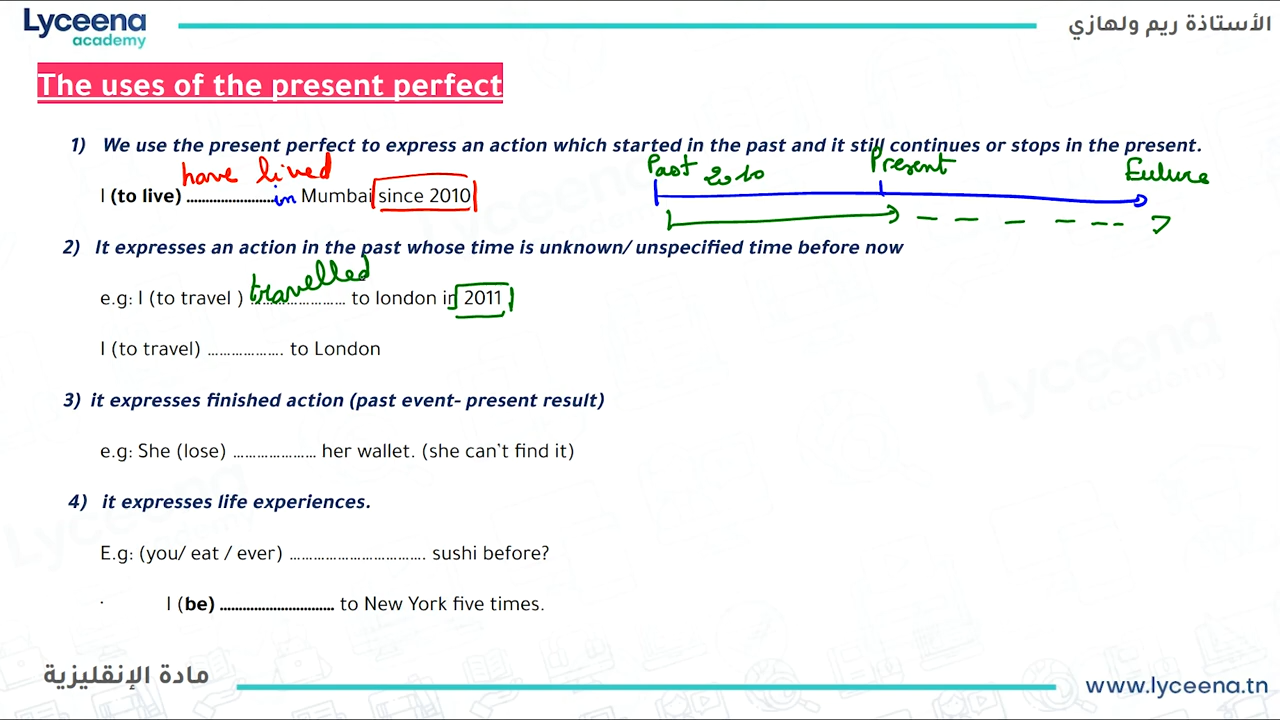 Lyceena
academy
الأستاذة ريم ولهازي
The uses of the present perfect
1) We use the present perfect to express an action which started in the past and it still continues or stops in the present.
have lived
Past 2010 Present Future
I (to live) ........................in Mumbai since 2010
2) It expresses an action in the past whose time is unknown/ unspecified time before now
travelled
e.g: I (to travel ) ........................ to london in 2011
I (to travel) ................... to London
3) it expresses finished action (past event- present result)
e.g: She (lose) ..................... her wallet. (she can't find it)
4) it expresses life experiences.
E.g: (you/ eat / ever) .................................. sushi before?
· I (be) ............................. to New York five times.
مادة الإنقليزية
www.lyceena.tn
Lyceena
academy
Lyceena
academy